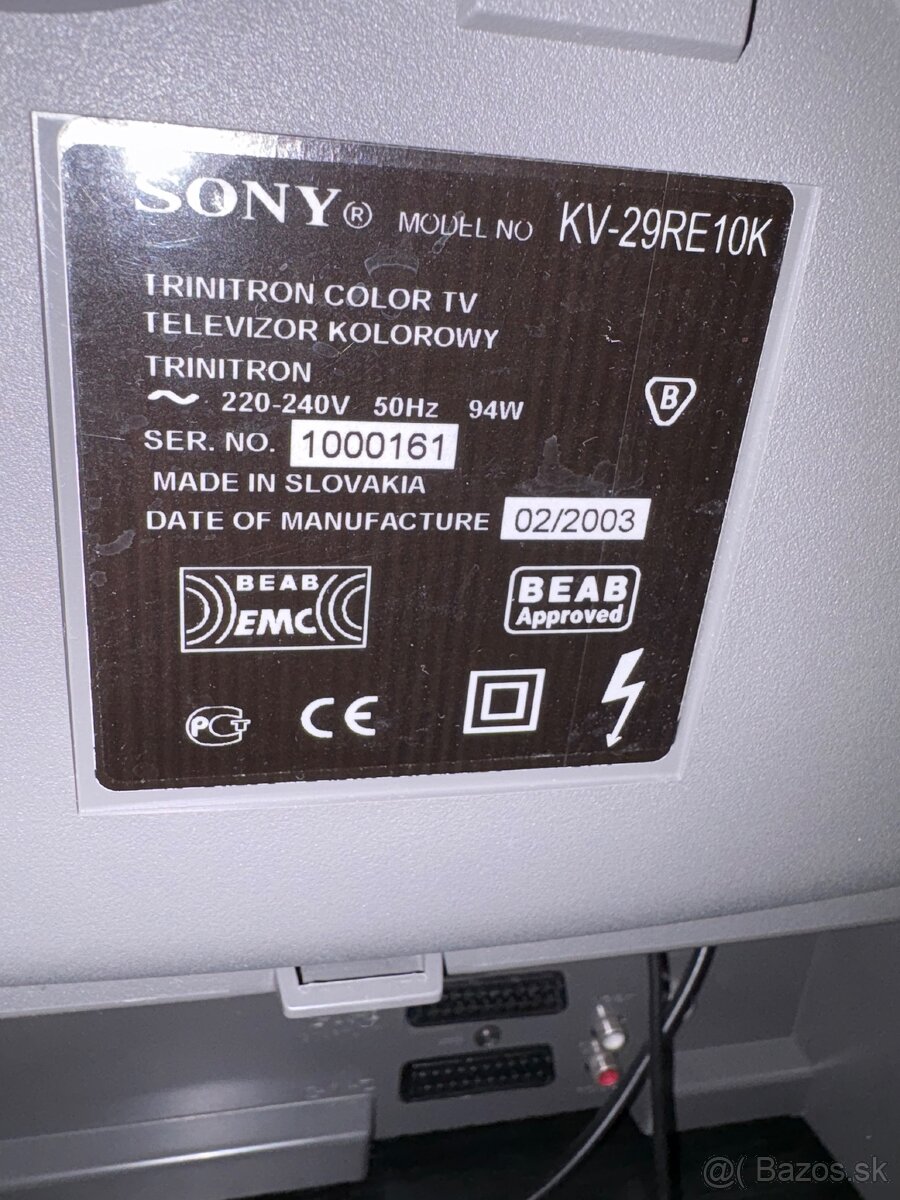 SONY® MODEL NO KV-29RE10K
TRINITRON COLOR TV
TELEVIZOR KOLOROWY
TRINITRON
~ 220-240V 50Hz 94W
B
SER. NO. 1000161
MADE IN SLOVAKIA
DATE OF MANUFACTURE 02/2003
BEAB
EMC
BEAB
Approved
PCT
CE
@( Bazos.sk